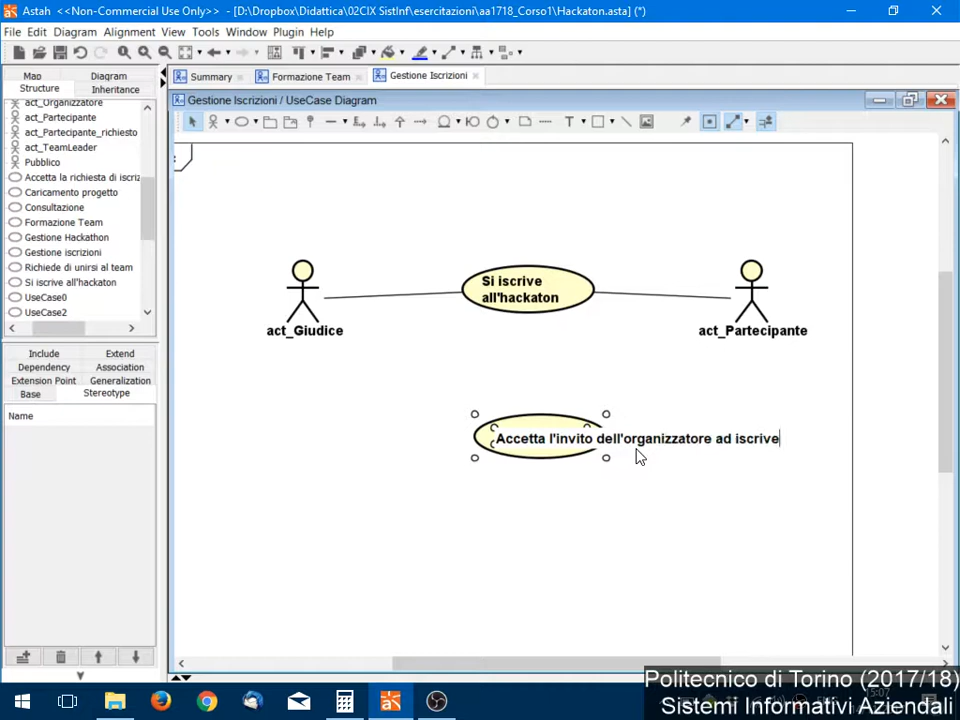 Astah <<Non-Commercial Use Only>> - [D:\Dropbox\Didattica\02CIX SistInf\esercitazioni\aa1718_Corso1\Hackaton.asta] (*)
File Edit Diagram Alignment View Tools Window Plugin Help
Map Diagram
Structure Inheritance
act_Organizzatore
act_Partecipante
act_Partecipante_richiesto
act_TeamLeader
Pubblico
Accetta la richiesta di iscriz
Caricamento progetto
Consultazione
Formazione Team
Gestione Hackathon
Gestione iscrizioni
Richiede di unirsi al team
Si iscrive all'hackaton
UseCase0
UseCase2
Include Extend
Dependency Association
Extension Point Generalization
Base Stereotype
Name
Summary Formazione Team Gestione Iscrizioni
Gestione Iscrizioni / UseCase Diagram
T
Si iscrive
all'hackaton
act_Giudice
act_Partecipante
Accetta l'invito dell'organizzatore ad iscrive
Politecnico di Torino (2017/18)
Sistemi Informativi Aziendali